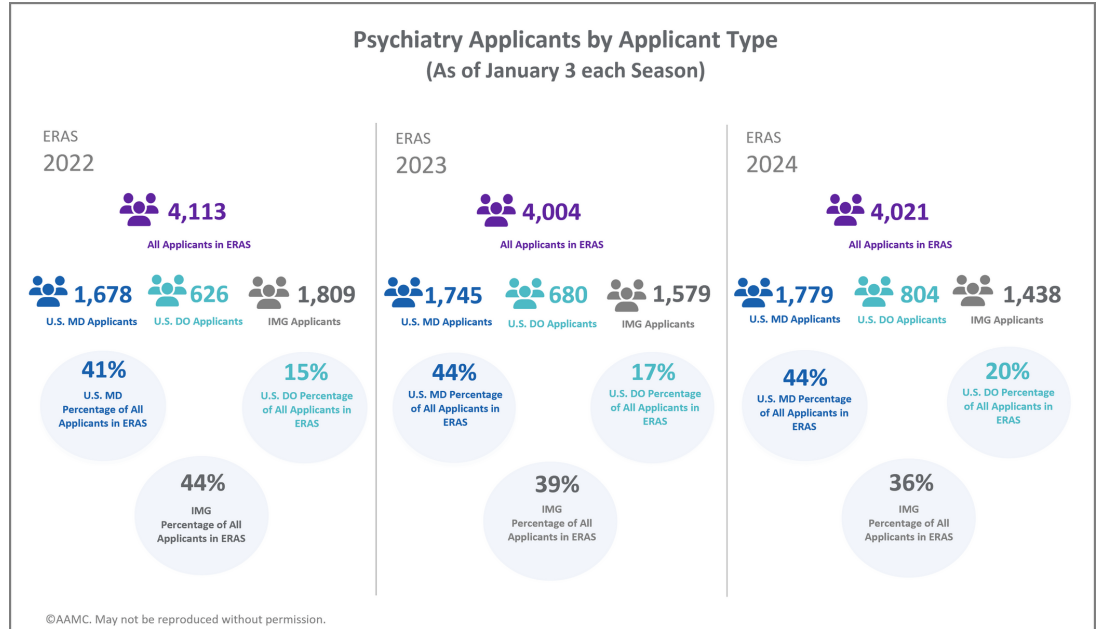 Psychiatry Applicants by Applicant Type
(As of January 3 each Season)
ERAS
2022
4,113
All Applicants in ERAS
1,678
U.S. MD Applicants
626
U.S. DO Applicants
1,809
IMG Applicants
41%
U.S. MD
Percentage of All
Applicants in ERAS
15%
U.S. DO Percentage
of All Applicants in
ERAS
44%
IMG
Percentage of All
Applicants in ERAS
ERAS
2023
4,004
All Applicants in ERAS
1,745
U.S. MD Applicants
680
U.S. DO Applicants
1,579
IMG Applicants
44%
U.S. MD Percentage
of All Applicants in
ERAS
17%
U.S. DO Percentage
of All Applicants in
ERAS
39%
IMG
Percentage of All
Applicants in ERAS
ERAS
2024
4,021
All Applicants in ERAS
1,779
U.S. MD Applicants
804
U.S. DO Applicants
1,438
IMG Applicants
44%
U.S. MD Percentage
of All Applicants in
ERAS
20%
U.S. DO Percentage
of All Applicants in
ERAS
36%
IMG
Percentage of All
Applicants in ERAS
©AAMC. May not be reproduced without permission.